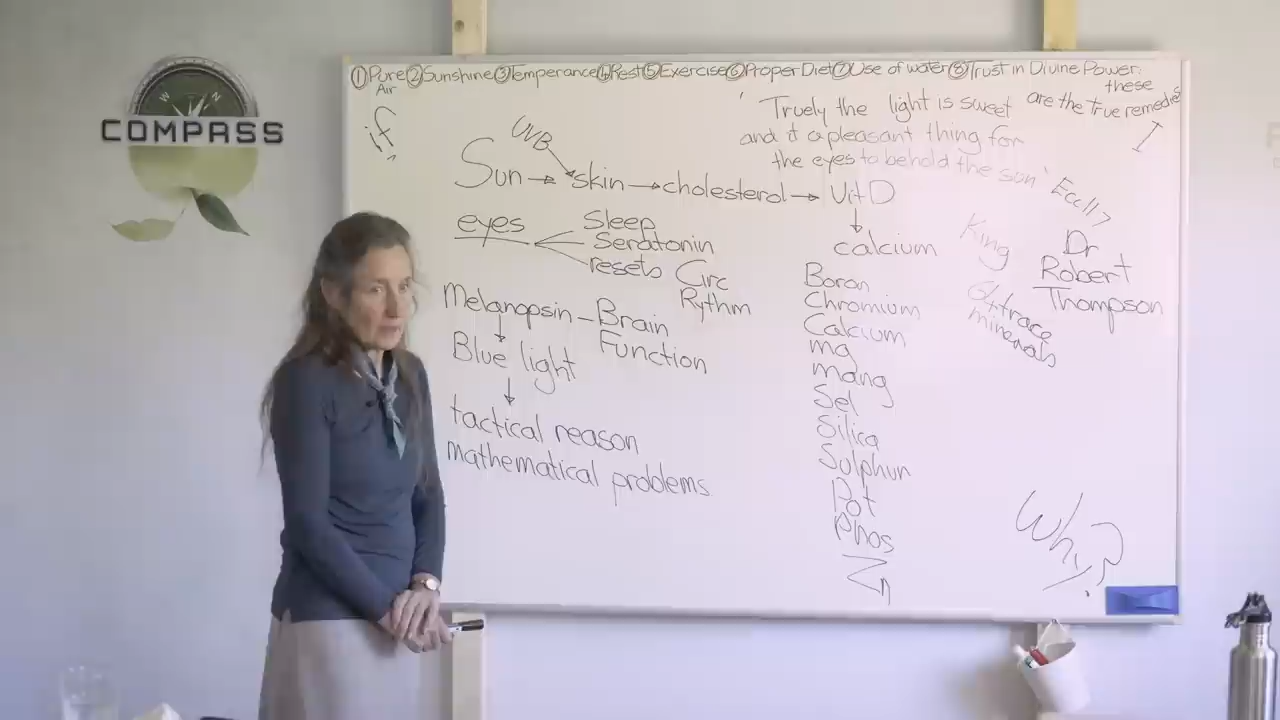 W N
COMPASS
①Pure Air ②Sunshine ③Temperance ④Rest ⑤Exercise ⑥Proper Diet ⑦Use of water ⑧Trust in Divine Power.
these are the true remedies
if
'Truely the light is sweet
and it a pleasant thing for
the eyes to behold the sun' Eccl 11 7
UVB
Sun → skin → cholesterol → Vit D
calcium
eyes
Sleep
Seratonin
resets Circ
Rythm
Melanopsin - Brain
Function
Blue light
tactical reason
mathematical problems
Boran
Chromium
Calcium
mg
mang
Sel
Silica
Sulphur
Pot
Phos
Zn
King
Dr
Robert
Thompson
64 trace
minerals
Why?